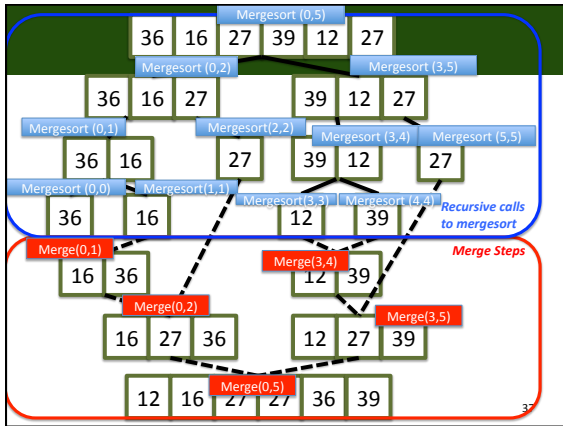 Mergesort (0,5)
36 16 27 39 12 27
Mergesort (0,2) Mergesort (3,5)
36 16 27 39 12 27
Mergesort (0,1) Mergesort(2,2) Mergesort (3,4) Mergesort (5,5)
36 16 27 39 12 27
Mergesort (0,0) Mergesort(1,1) Mergesort(3,3) Mergesort (4,4)
36 16 12 39
Recursive calls
to mergesort
Merge(0,1) Merge(3,4) Merge Steps
16 36 12 39
Merge(0,2) Merge(3,5)
16 27 36 12 27 39
Merge(0,5)
12 16 27 27 36 39